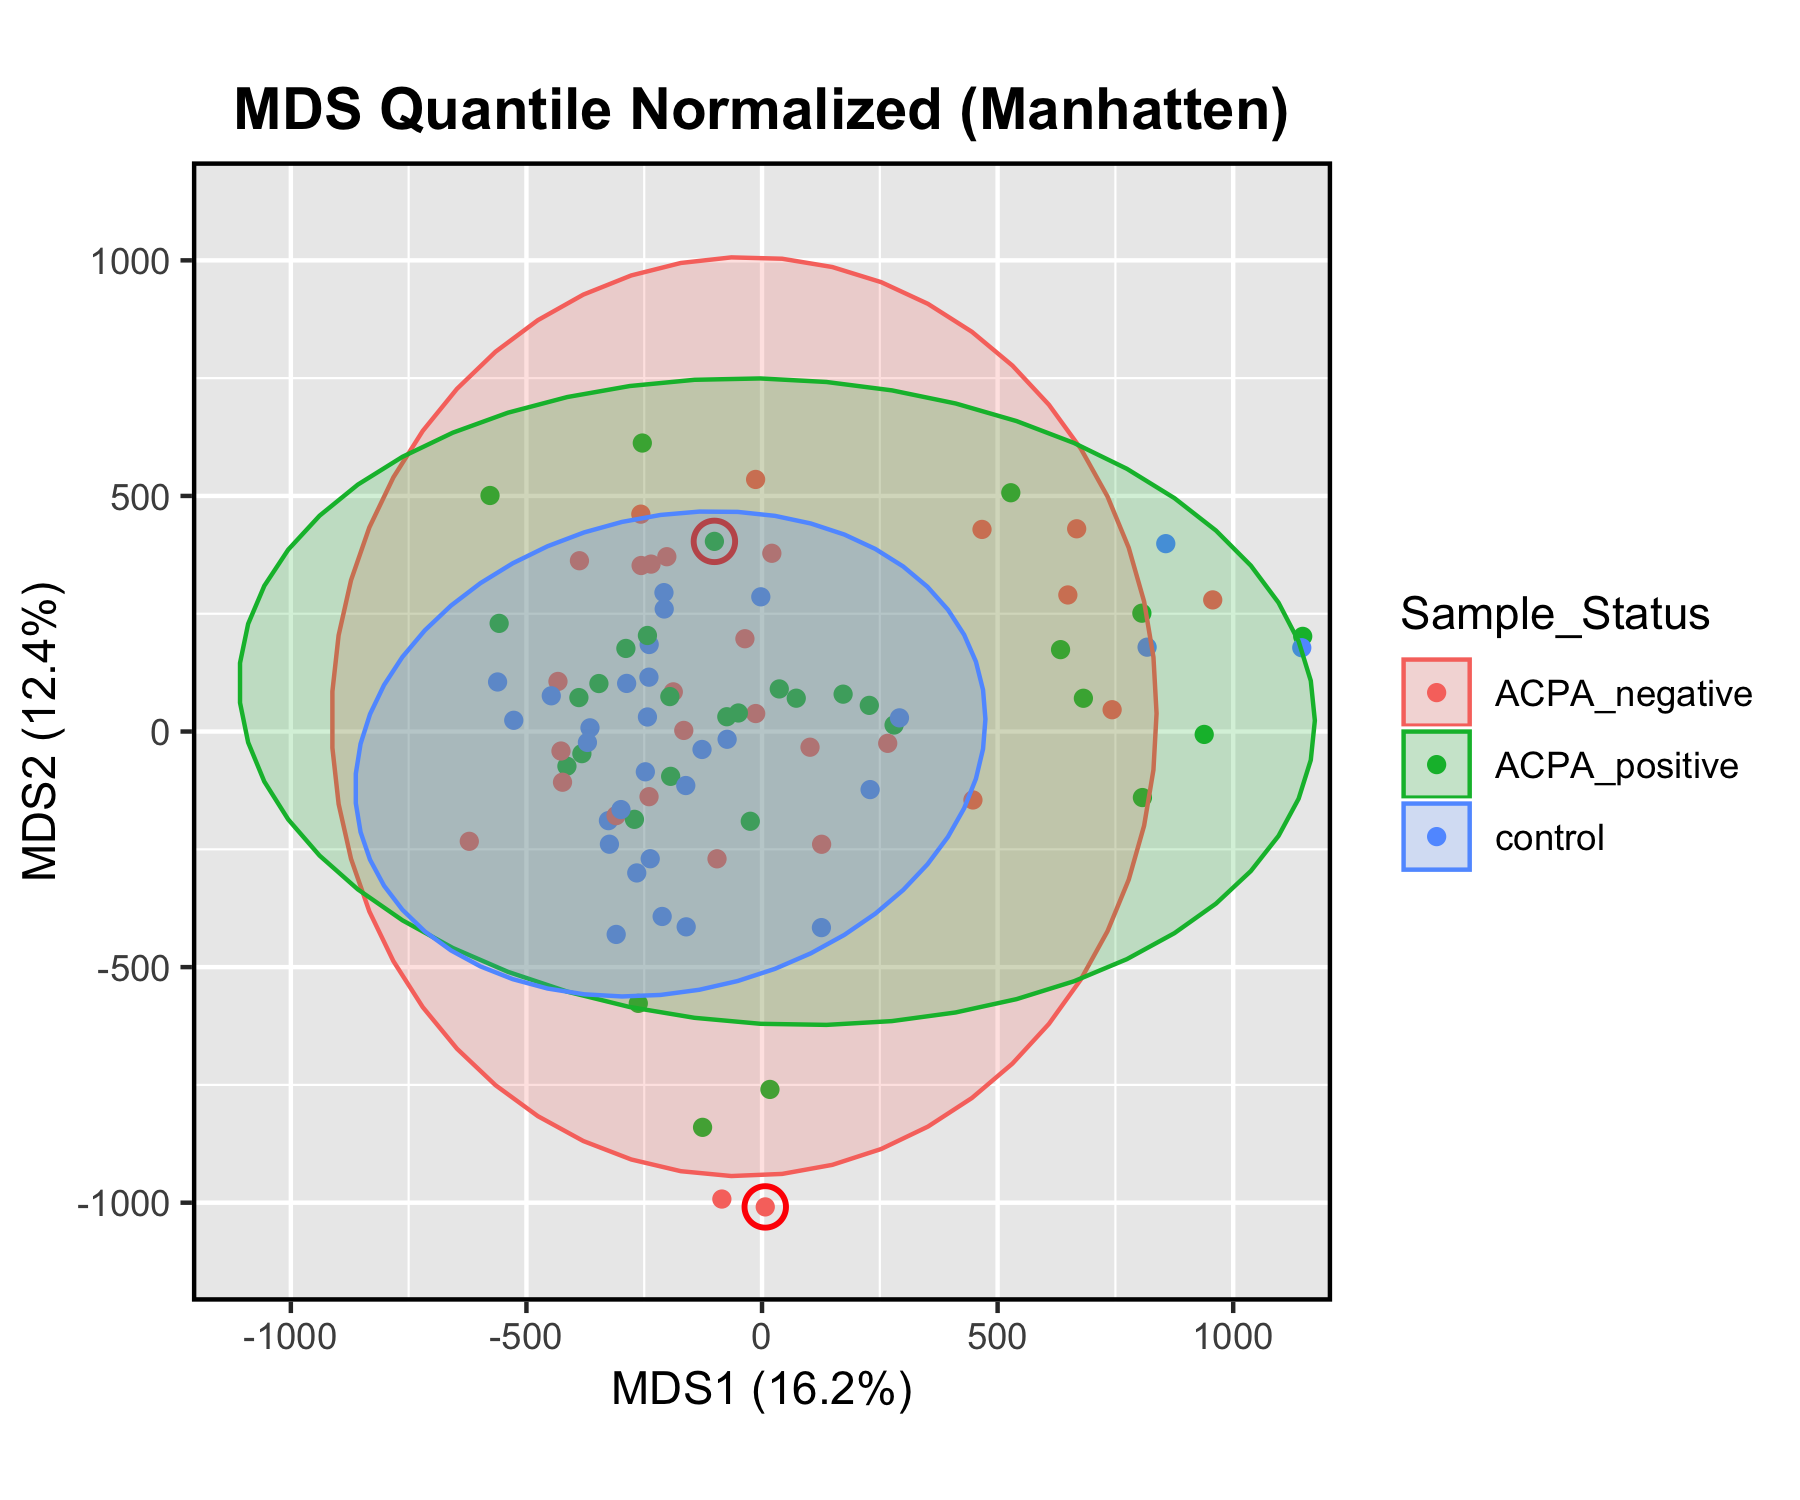 MDS Quantile Normalized (Manhatten)
MDS2 (12.4%)
1000
500
0
-500
-1000
-1000
-500
0
500
1000
MDS1 (16.2%)
Sample_Status
ACPA_negative
ACPA_positive
control